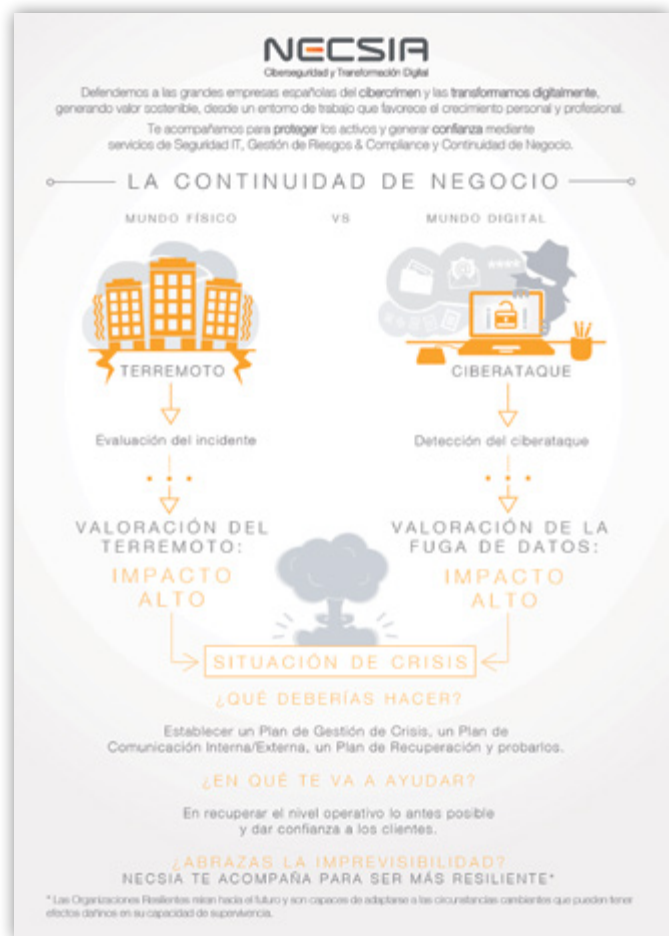 NECSIA
Ciberseguridad y Transformación Digital
Defendemos a las grandes empresas españolas del cibercrimen y las transformamos digitalmente,
generando valor sostenible, desde un entorno de trabajo que favorece el crecimiento personal y profesional.
Te acompañamos para proteger los activos y generar confianza mediante
servicios de Seguridad IT, Gestión de Riesgos & Compliance y Continuidad de Negocio.
LA CONTINUIDAD DE NEGOCIO
MUNDO FÍSICO VS MUNDO DIGITAL
TERREMOTO CIBERATAQUE
Evaluación del incidente Detección del ciberataque
VALORACIÓN DEL VALORACIÓN DE LA
TERREMOTO: FUGA DE DATOS:
IMPACTO IMPACTO
ALTO ALTO
SITUACIÓN DE CRISIS
¿QUÉ DEBERÍAS HACER?
Establecer un Plan de Gestión de Crisis, un Plan de
Comunicación Interna/Externa, un Plan de Recuperación y probarlos.
¿EN QUÉ TE VA A AYUDAR?
En recuperar el nivel operativo lo antes posible
y dar confianza a los clientes.
¿ABRAZAS LA IMPREVISIBILIDAD?
NECSIA TE ACOMPAÑA PARA SER MÁS RESILIENTE*
* Las Organizaciones Resilientes miran hacia el futuro y son capaces de adaptarse a las circunstancias cambiantes que pueden tener
efectos dañinos en su capacidad de supervivencia.